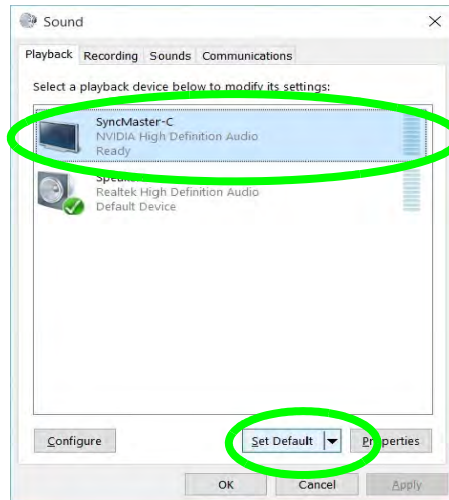 Sound
Playback Recording Sounds Communications
Select a playback device below to modify its settings:
SyncMaster-C
NVIDIA High Definition Audio
Ready
Realtek High Definition Audio
Default Device
Configure Set Default Properties
OK Cancel Apply